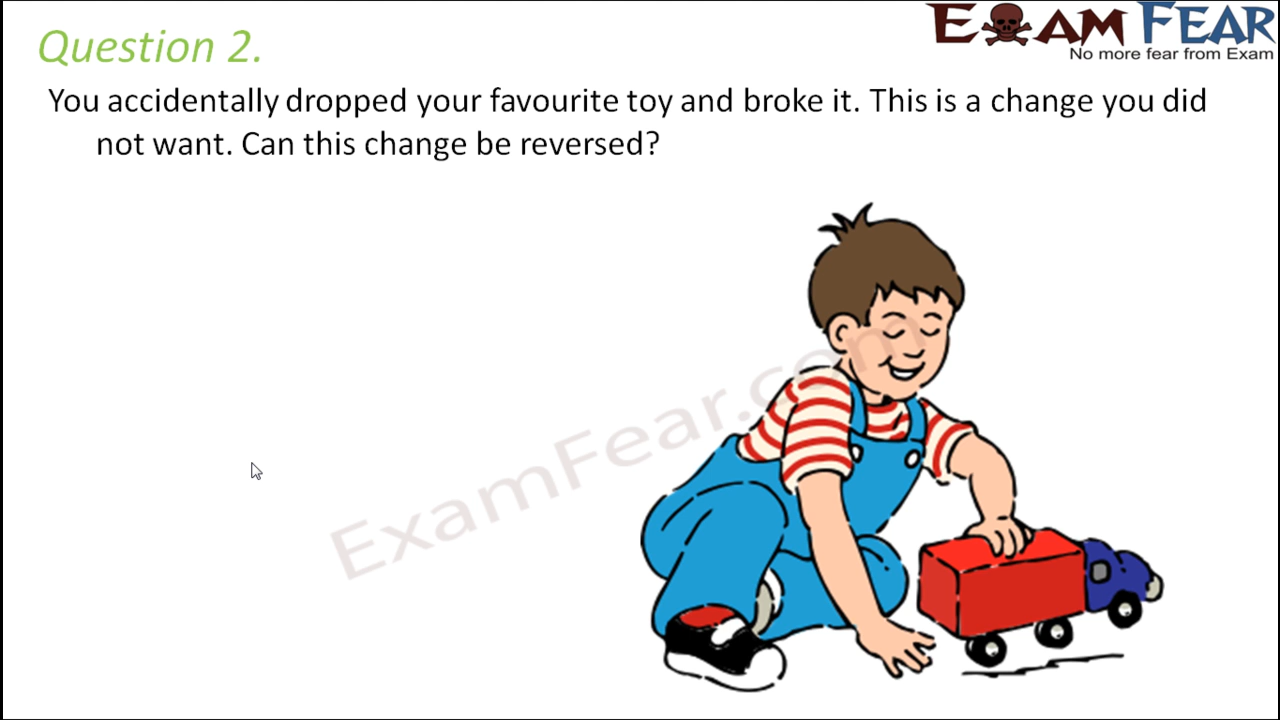 Question 2.
EXAM FEAR
No more fear from Exam
You accidentally dropped your favourite toy and broke it. This is a change you did
not want. Can this change be reversed?
ExamFear.com